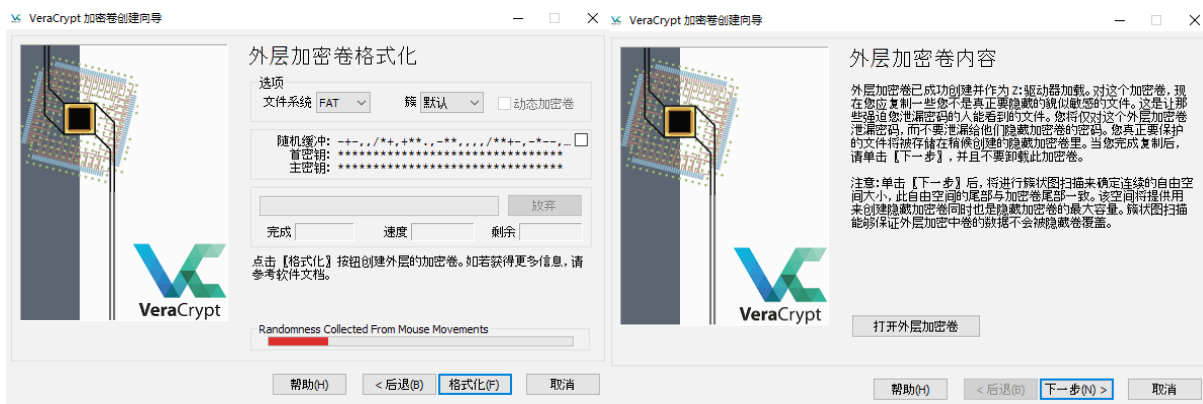 VeraCrypt 加密卷创建向导
外层加密卷格式化
选项
文件系统 FAT 簇 默认 动态加密卷
随机缓冲: -+-,,/*+,+**.,-**,,,,/**+-,-*--,...
首密钥: ******************************
主密钥: ******************************
放弃
完成 速度 剩余
点击【格式化】按钮创建外层的加密卷。如若获得更多信息,请
参考软件文档。
VeraCrypt
Randomness Collected From Mouse Movements
帮助(H) < 后退(B) 格式化(F) 取消
VeraCrypt 加密卷创建向导
外层加密卷内容
外层加密卷已成功创建并作为 Z:驱动器加载。对这个加密卷,现
在您应复制一些您不是真正要隐藏的貌似敏感的文件。这是让那
些强迫您泄漏密码的人能看到的文件。您将仅对这个外层加密卷
泄漏密码,而不要泄漏给他们隐藏加密卷的密码。您真正要保护
的文件将被存储在稍候创建的隐藏加密卷里。当您完成复制后,
请单击【下一步】,并且不要卸载此加密卷。
注意:单击【下一步】后,将进行簇状图扫描来确定连续的自由空
间大小,此自由空间的尾部与加密卷尾部一致。该空间将提供用
来创建隐藏加密卷同时也是隐藏加密卷的最大容量。簇状图扫描
能够保证外层加密中卷的数据不会被隐藏卷覆盖。
VeraCrypt
打开外层加密卷
帮助(H) < 后退(B) 下一步(N) > 取消